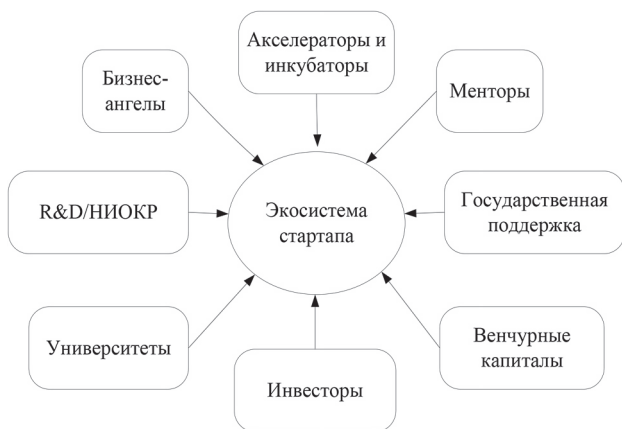 Акселераторы и
инкубаторы
Бизнес-
ангелы
Менторы
R&D/НИОКР
Экосистема
стартапа
Государственная
поддержка
Университеты
Инвесторы
Венчурные
капиталы